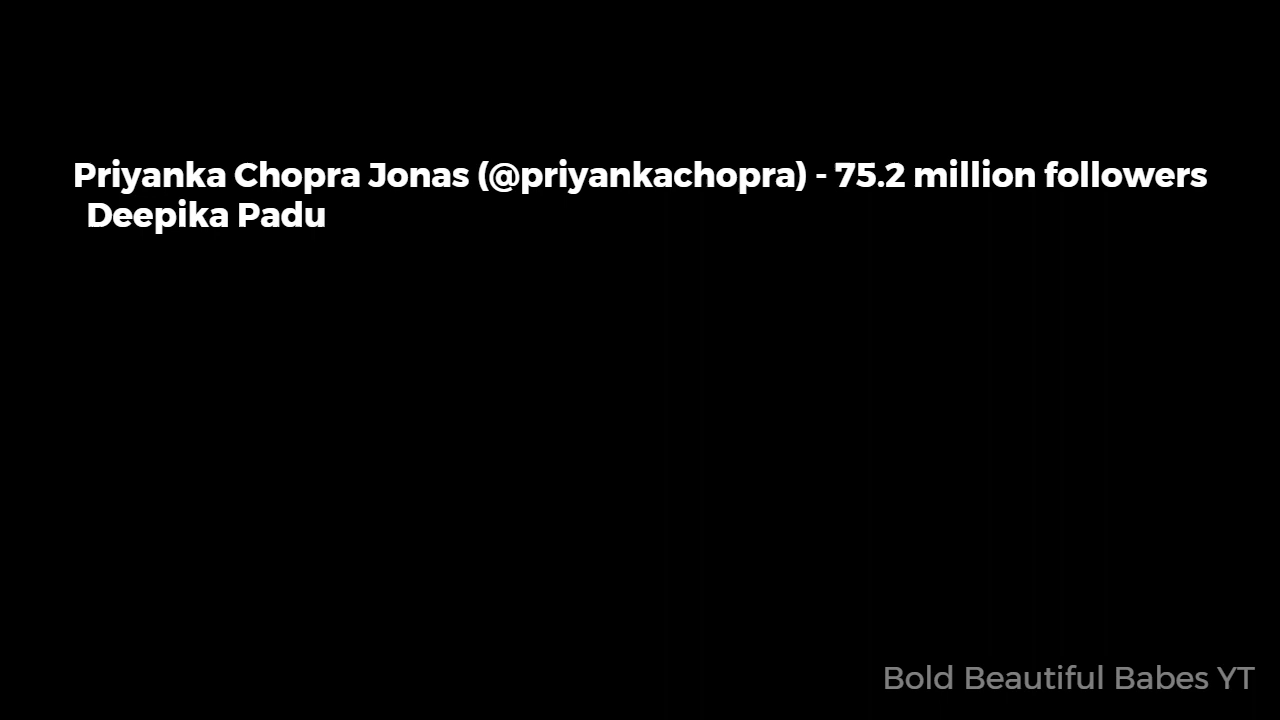 Priyanka Chopra Jonas (@priyankachopra) - 75.2 million followers
Deepika Padu
Bold Beautiful Babes YT